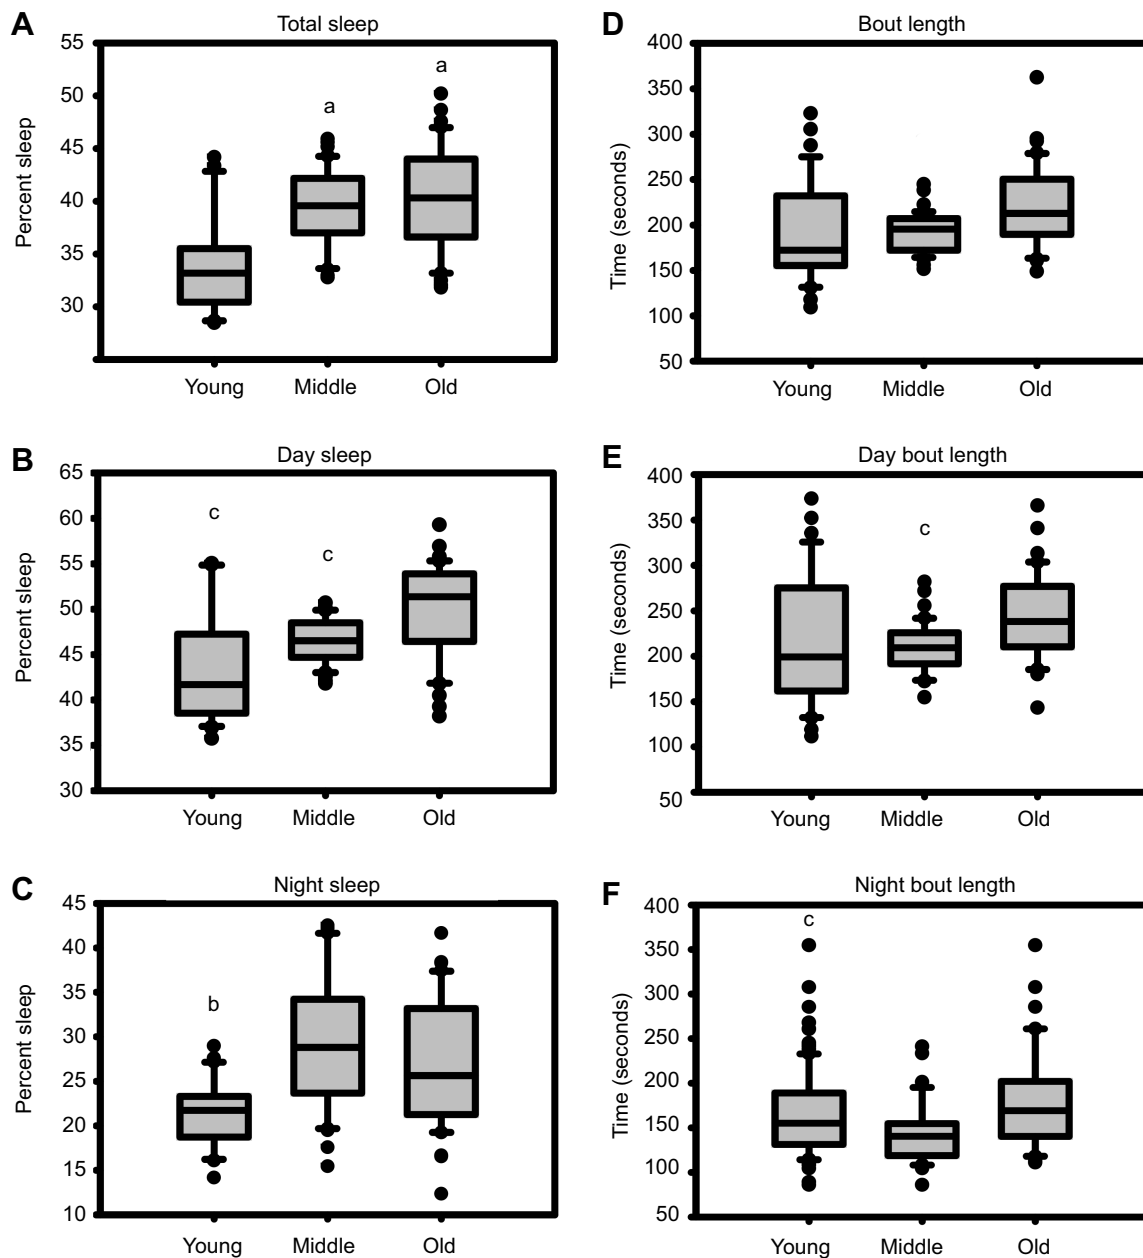 A
Total sleep
55
50
45
40
35
30
Percent sleep
a
a
Young
Middle
Old
D
Bout length
400
350
300
250
200
150
100
50
Time (seconds)
Young
Middle
Old
B
Day sleep
65
60
55
50
45
40
35
30
Percent sleep
c
c
Young
Middle
Old
E
Day bout length
400
350
300
250
200
150
100
50
Time (seconds)
c
Young
Middle
Old
C
Night sleep
45
40
35
30
25
20
15
10
Percent sleep
b
Young
Middle
Old
F
Night bout length
400
350
300
250
200
150
100
50
Time (seconds)
c
Young
Middle
Old